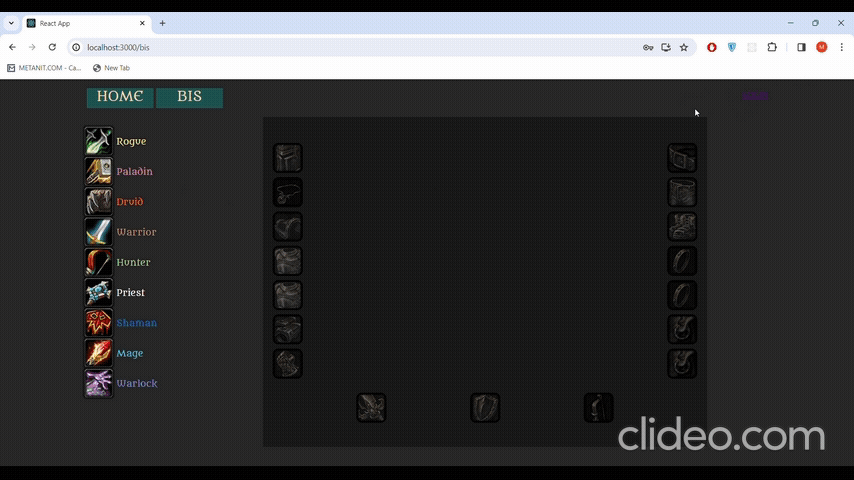 React App
localhost:3000/bis
M
METANIT.COM - Ca...
New Tab
HOME
BIS
Rogue
Paladin
Druid
Warrior
Hunter
Priest
Shaman
Mage
Warlock
clideo.com